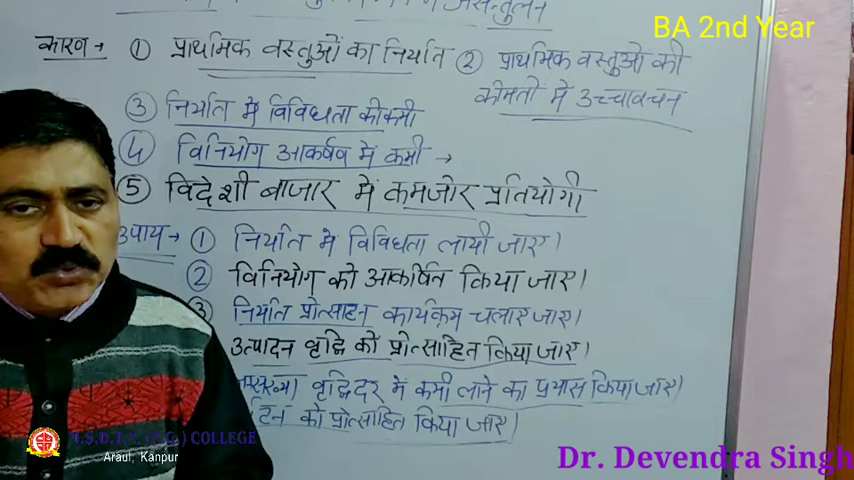 असन्तुलन
BA 2nd Year
कारण → ① प्राथमिक वस्तुओं का निर्यात ② प्राथमिक वस्तुओ की
कीमतो मे उच्चावचन
③ निर्यात मे विविधता की कमी
④ विनियोग आकर्षण में कमी →
⑤ विदेशी बाजार में कमजोर प्रतियोगी
उपाय → ① निर्यात मे विविधता लायी जाए।
② विनियोग को आकर्षित किया जाए।
③ निर्यात प्रोत्साहन कार्यक्रम चलाए जाए।
उत्पादन वृद्धि को प्रोत्साहित किया जाए।
वृद्धिदर मे कमी लाने का प्रयास किया जाए।
को प्रोत्साहित किया जाए।
(P.G.) COLLEGE
Araul, Kanpur
Dr. Devendra Singh